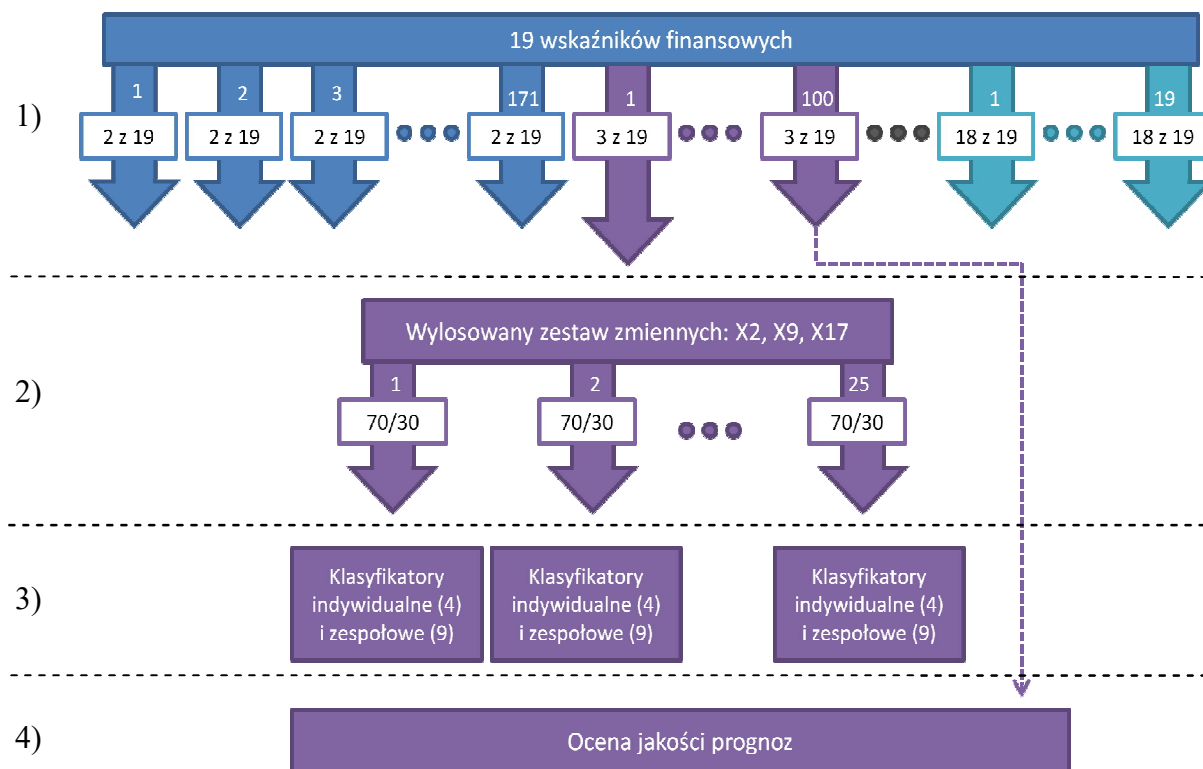 19 wskaźników finansowych
1)
1 2 3 171 1 100 1 19
2 z 19 2 z 19 2 z 19 2 z 19 3 z 19 3 z 19 18 z 19 18 z 19
Wylosowany zestaw zmiennych: X2, X9, X17
2)
1 2 25
70/30 70/30 70/30
3)
Klasyfikatory
indywidualne (4)
i zespołowe (9)
Klasyfikatory
indywidualne (4)
i zespołowe (9)
Klasyfikatory
indywidualne (4)
i zespołowe (9)
4)
Ocena jakości prognoz